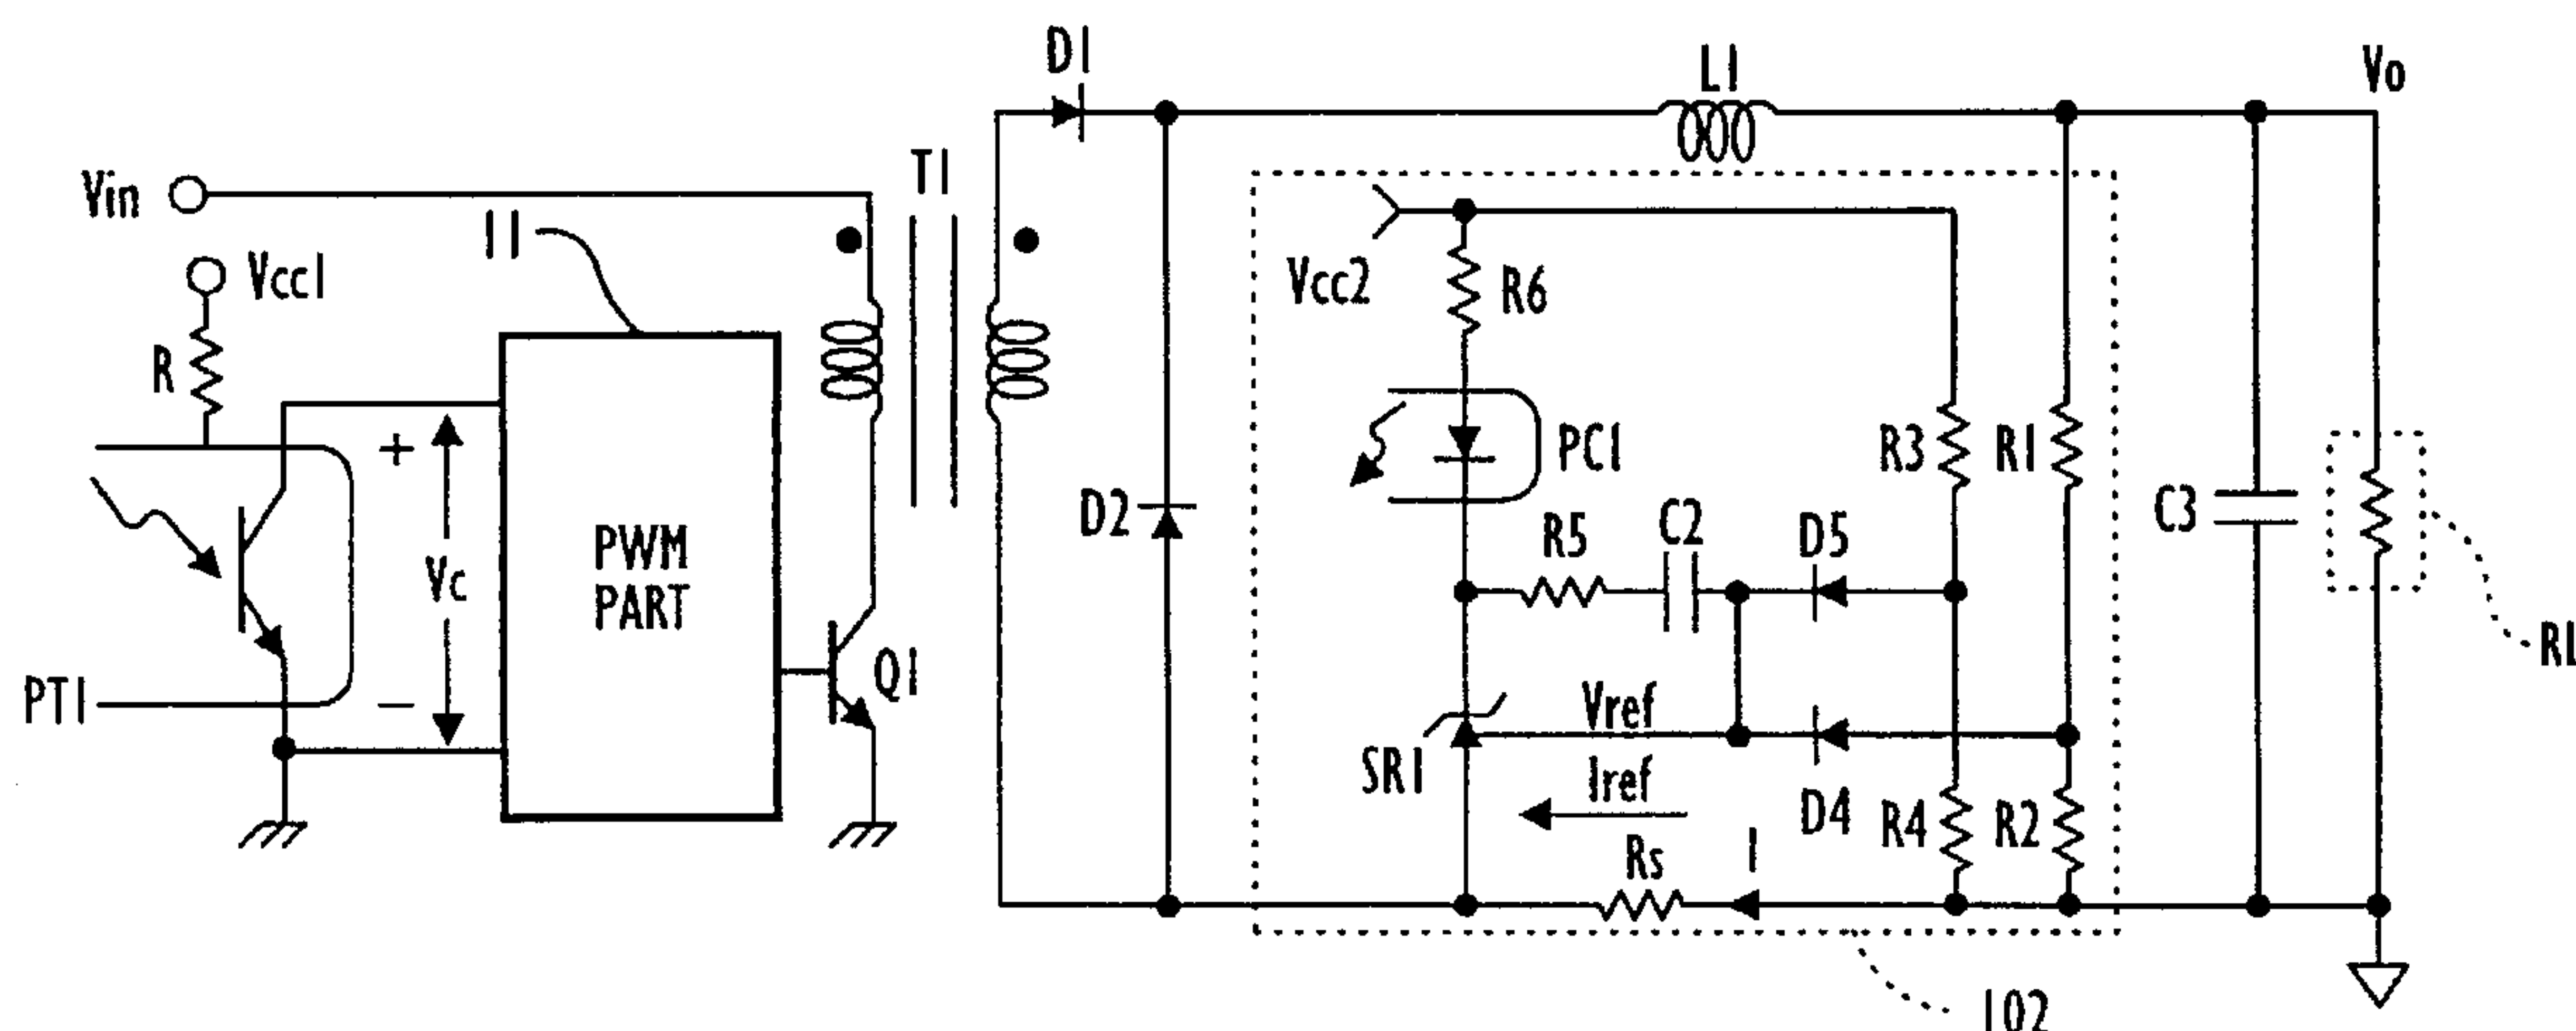 D1
L1
Vo
Vin
T1
11
Vcc1
Vcc2
R6
R
PC1
R3
R1
+
D2
R5
C2
D5
C3
PWM
PART
Vc
RL
Q1
PT1
−
Vref
SR1
Iref
D4
R4
R2
Rs
I
102